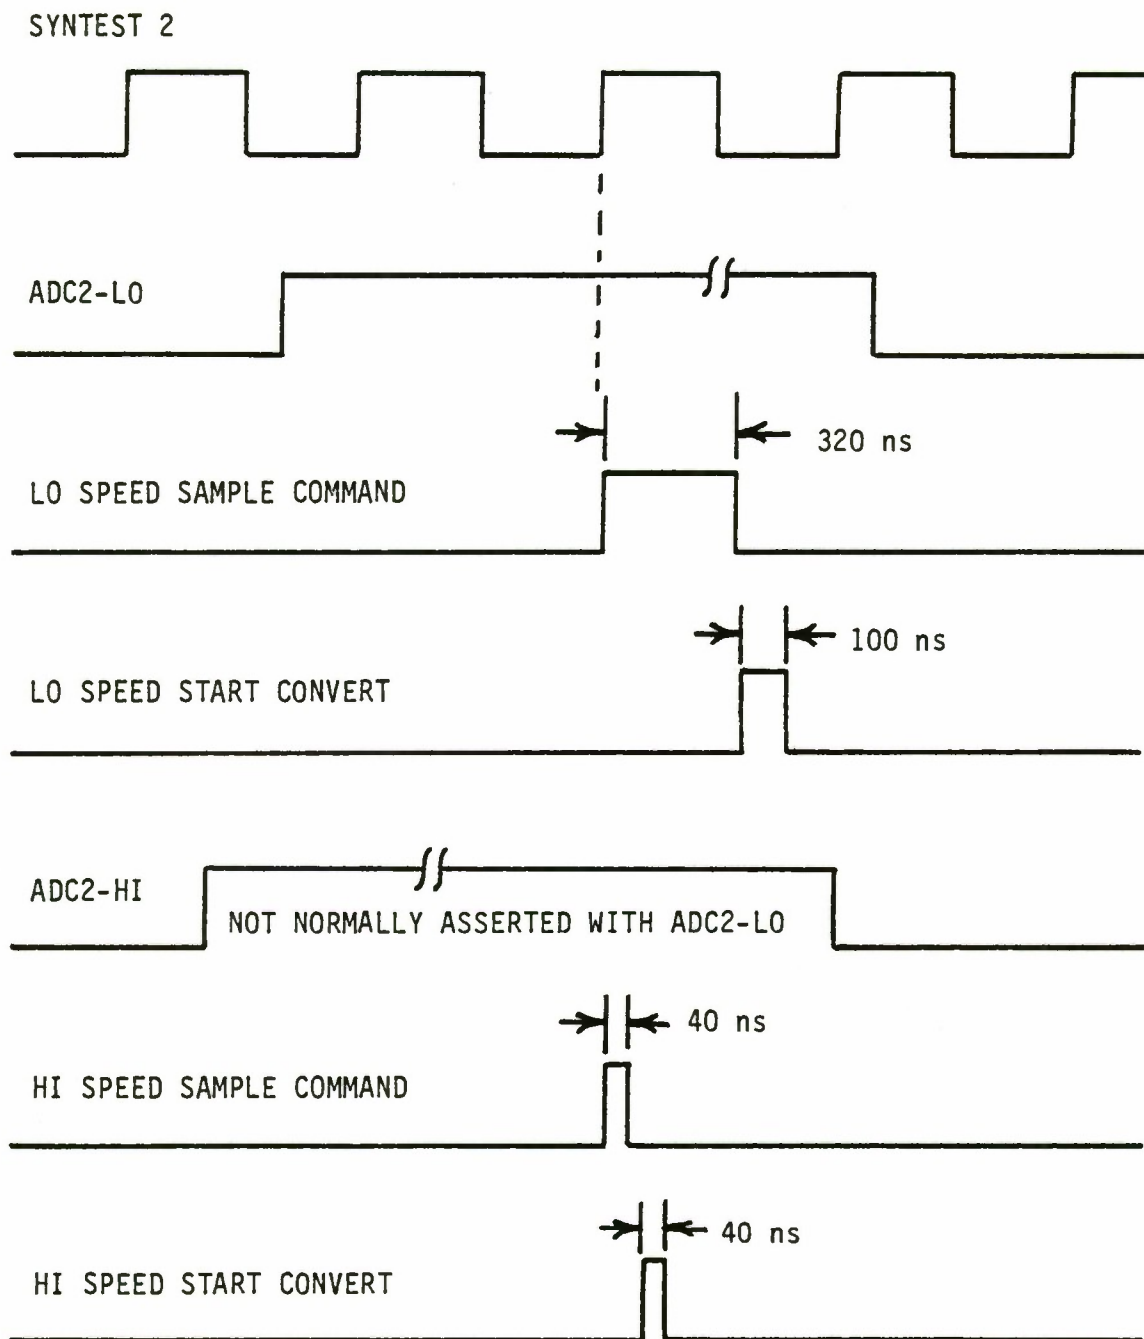 SYNTEST 2
ADC2-LO
320 ns
LO SPEED SAMPLE COMMAND
100 ns
LO SPEED START CONVERT
ADC2-HI
NOT NORMALLY ASSERTED WITH ADC2-LO
40 ns
HI SPEED SAMPLE COMMAND
40 ns
HI SPEED START CONVERT